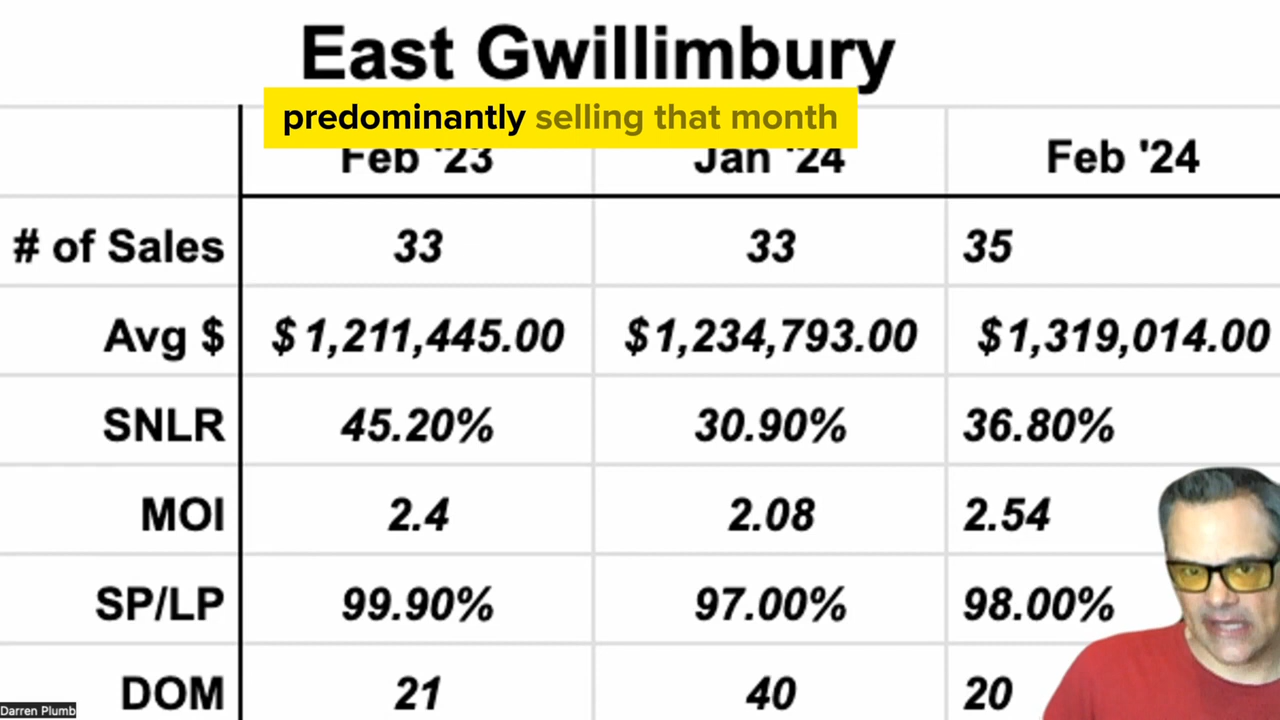 East Gwillimbury
predominantly selling that month
Feb '23 Jan '24 Feb '24
# of Sales 33 33 35
Avg $ $1,211,445.00 $1,234,793.00 $1,319,014.00
SNLR 45.20% 30.90% 36.80%
MOI 2.4 2.08 2.54
SP/LP 99.90% 97.00% 98.00%
DOM 21 40 20
Darren Plumb